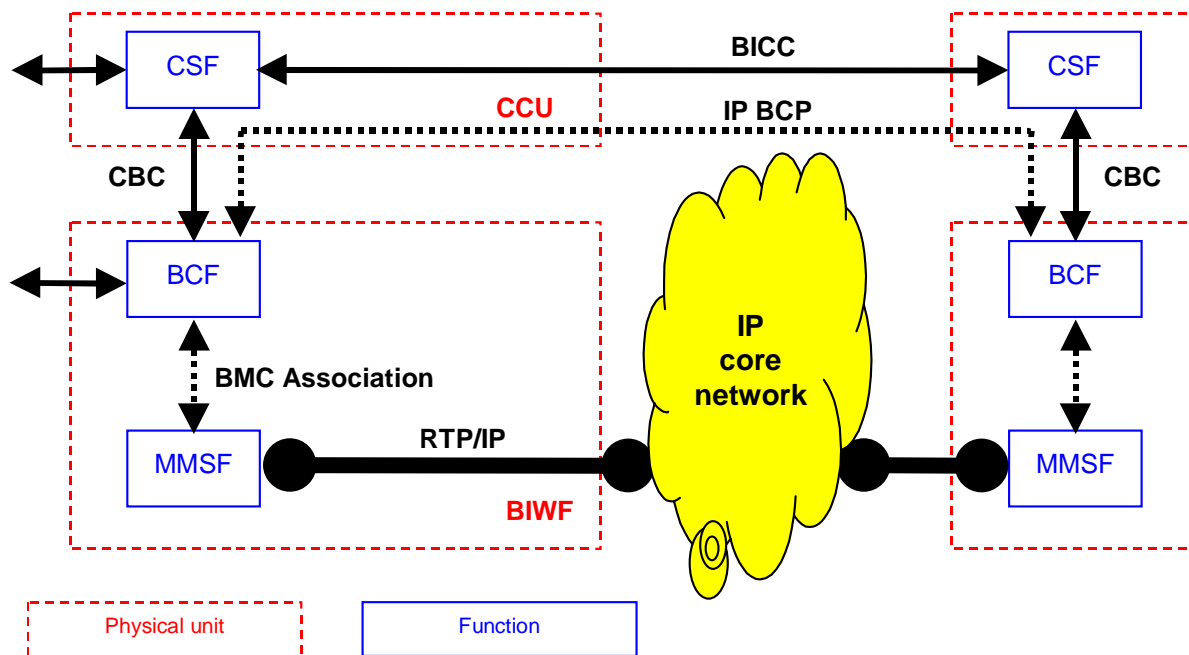 CSF
BICC
CSF
CCU
IP BCP
CBC
CBC
BCF
BCF
IP
core
network
BMC Association
RTP/IP
MMSF
MMSF
BIWF
Physical unit
Function